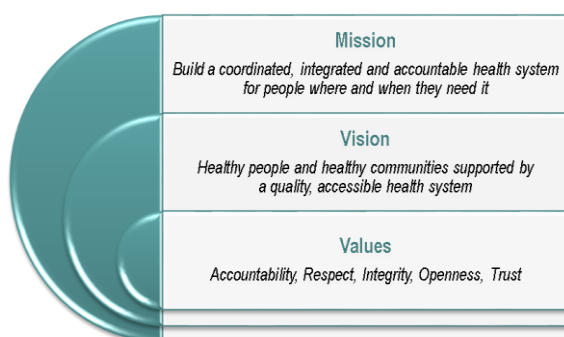 Mission
Build a coordinated, integrated and accountable health system
for people where and when they need it
Vision
Healthy people and healthy communities supported by
a quality, accessible health system
Values
Accountability, Respect, Integrity, Openness, Trust